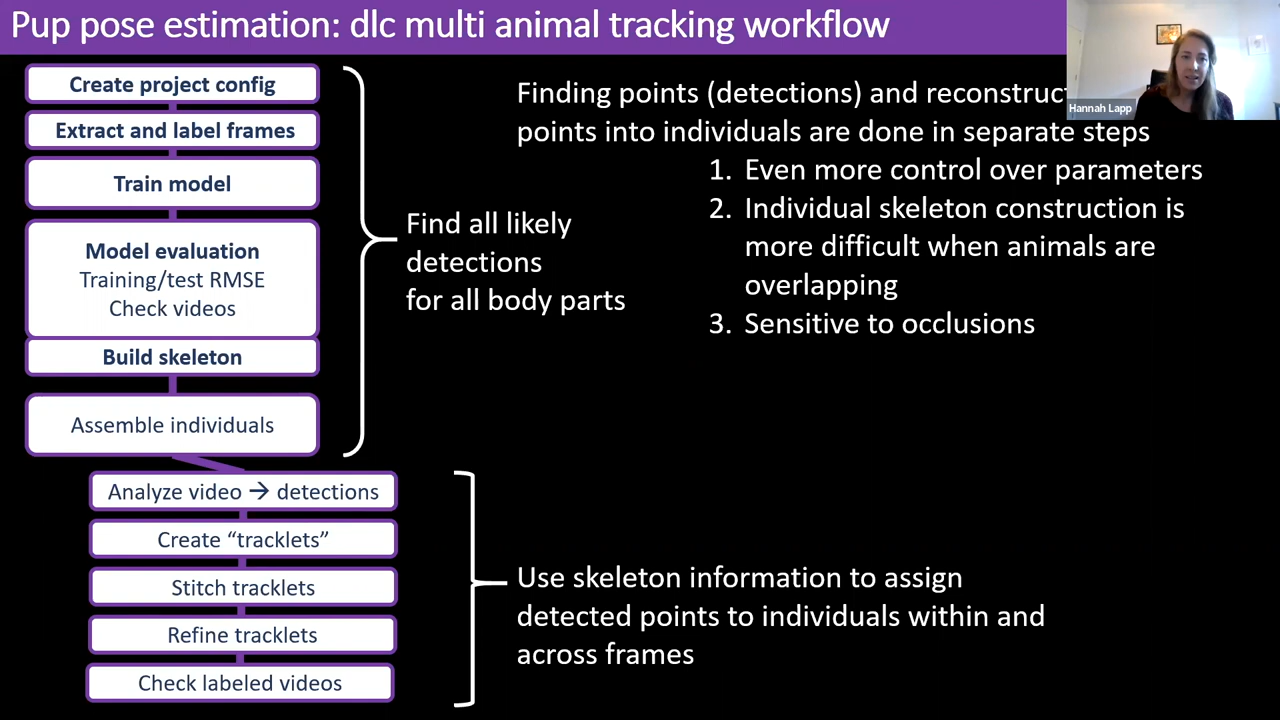 Pup pose estimation: dlc multi animal tracking workflow
Hannah Lapp
Create project config
Extract and label frames
Train model
Model evaluation
Training/test RMSE
Check videos
Build skeleton
Assemble individuals
Analyze video → detections
Create “tracklets”
Stitch tracklets
Refine tracklets
Check labeled videos
Find all likely
detections
for all body parts
Finding points (detections) and reconstruct
points into individuals are done in separate steps
1. Even more control over parameters
2. Individual skeleton construction is
more difficult when animals are
overlapping
3. Sensitive to occlusions
Use skeleton information to assign
detected points to individuals within and
across frames